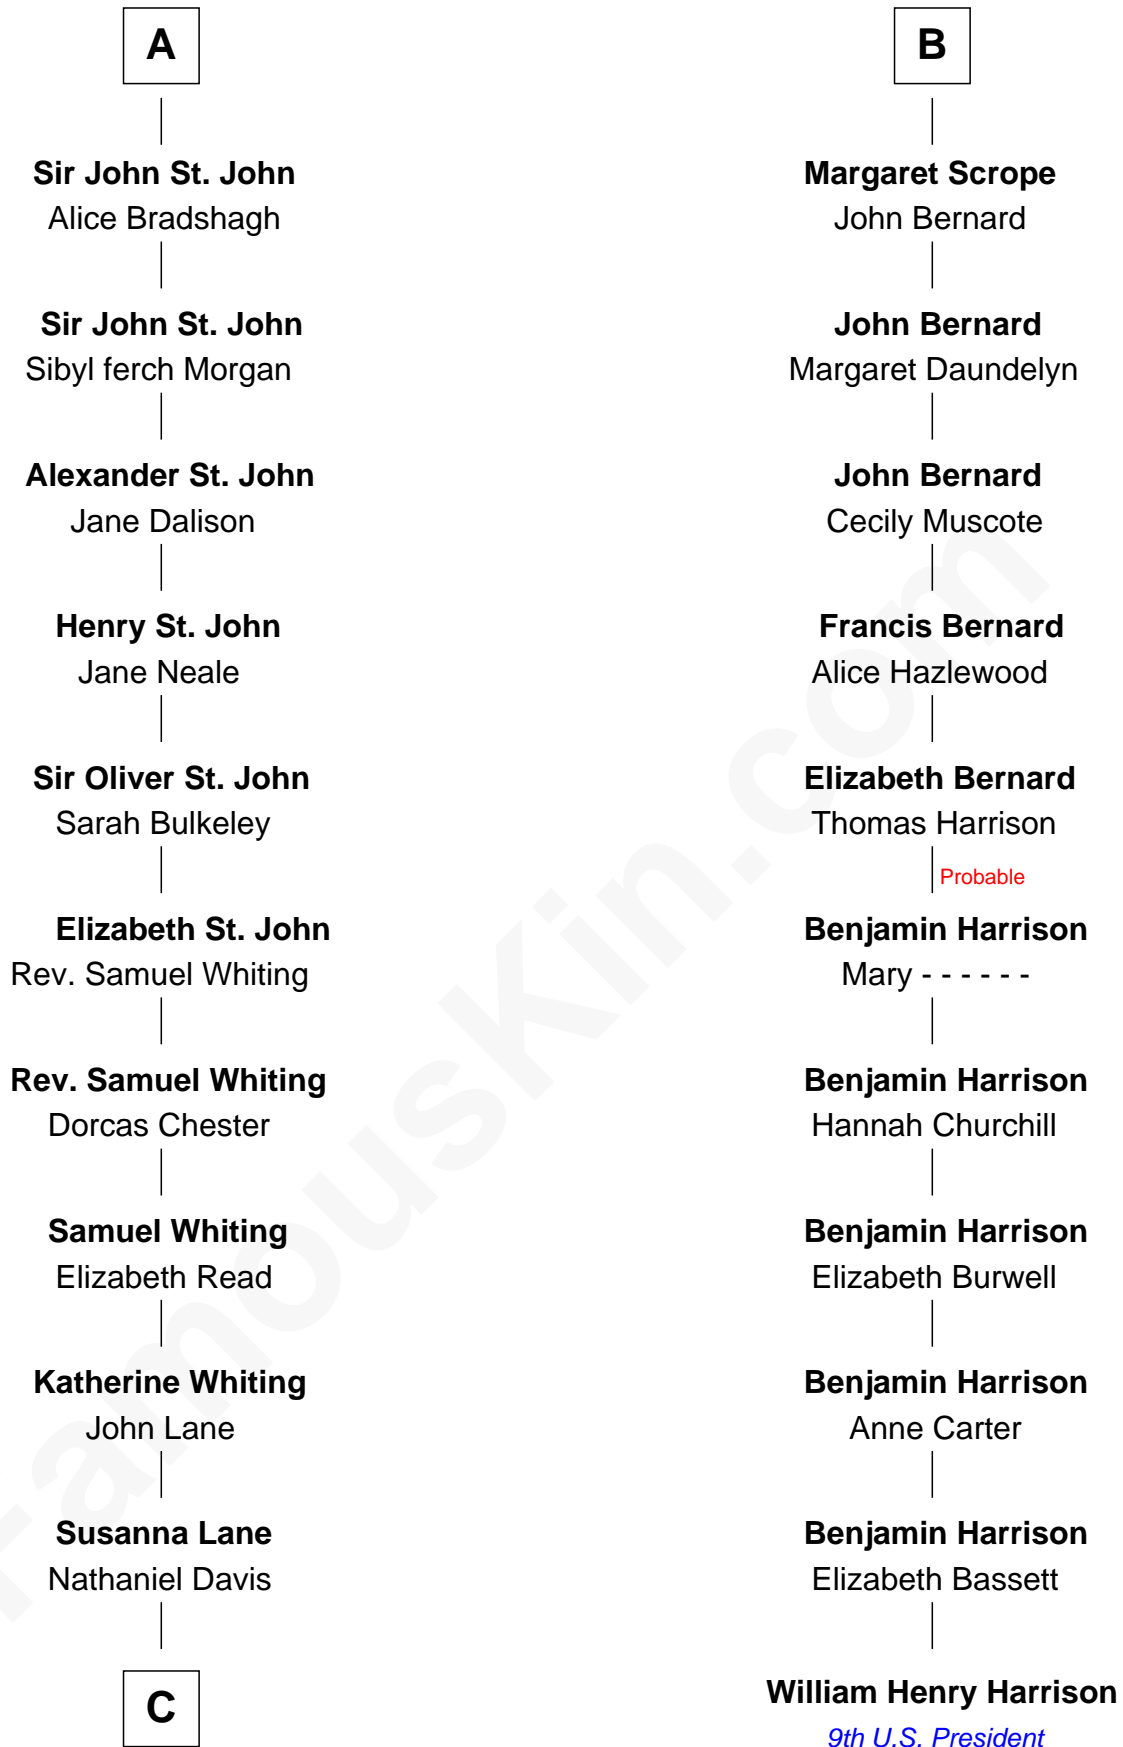 A
Sir John St. John
Alice Bradshagh
Sir John St. John
Sibyl ferch Morgan
Alexander St. John
Jane Dalison
Henry St. John
Jane Neale
Sir Oliver St. John
Sarah Bulkeley
Elizabeth St. John
Rev. Samuel Whiting
Rev. Samuel Whiting
Dorcas Chester
Samuel Whiting
Elizabeth Read
Katherine Whiting
John Lane
Susanna Lane
Nathaniel Davis
C
B
Margaret Scrope
John Bernard
John Bernard
Margaret Daundelyn
John Bernard
Cecily Muscote
Francis Bernard
Alice Hazlewood
Elizabeth Bernard
Thomas Harrison
Probable
Benjamin Harrison
Mary - - - - - -
Benjamin Harrison
Hannah Churchill
Benjamin Harrison
Elizabeth Burwell
Benjamin Harrison
Anne Carter
Benjamin Harrison
Elizabeth Bassett
William Henry Harrison
9th U.S. President
FamousKin.com